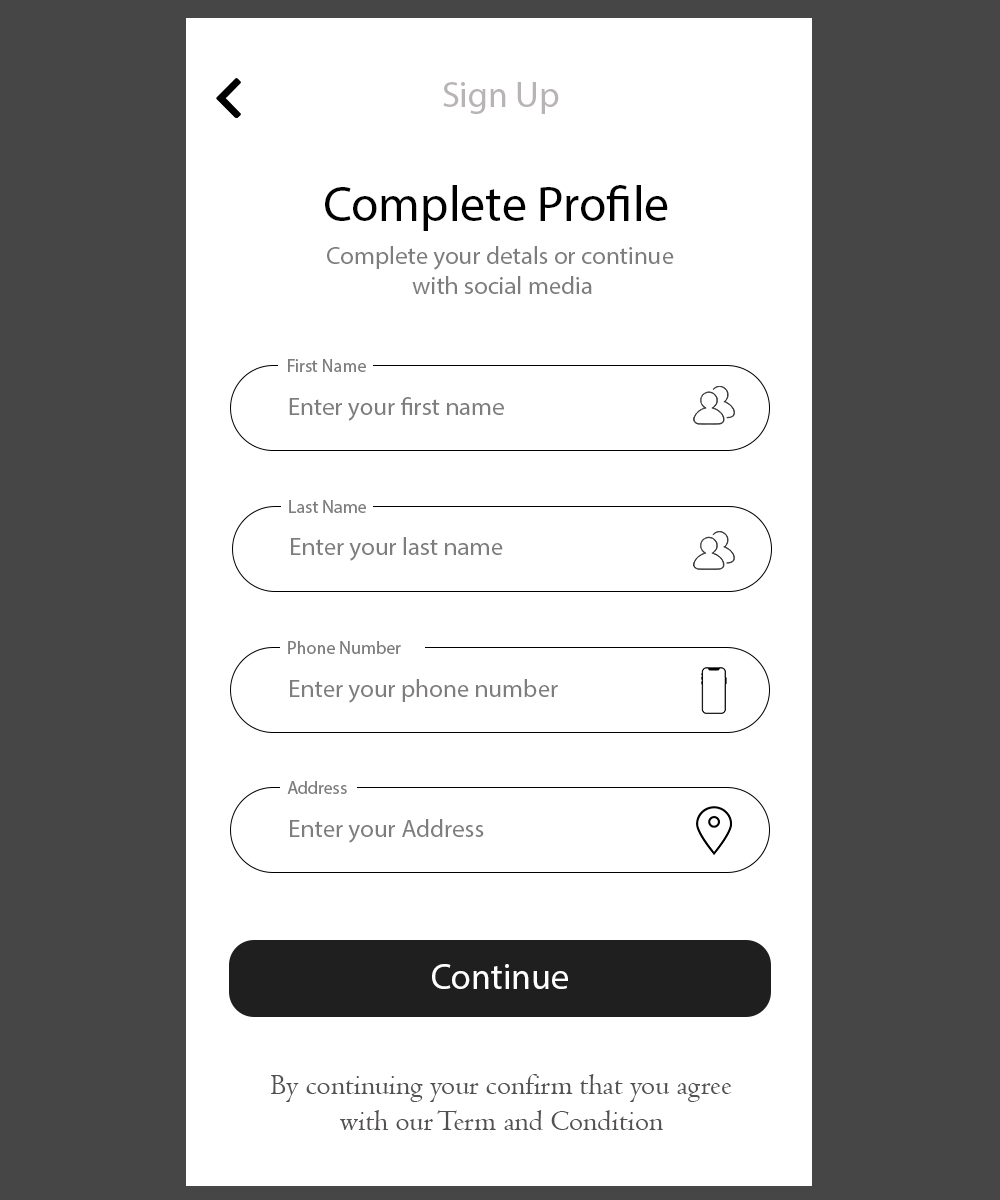 Sign Up
Complete Profile
Complete your detals or continue
with social media
First Name
Enter your first name
Last Name
Enter your last name
Phone Number
Enter your phone number
Address
Enter your Address
Continue
By continuing your confirm that you agree
with our Term and Condition